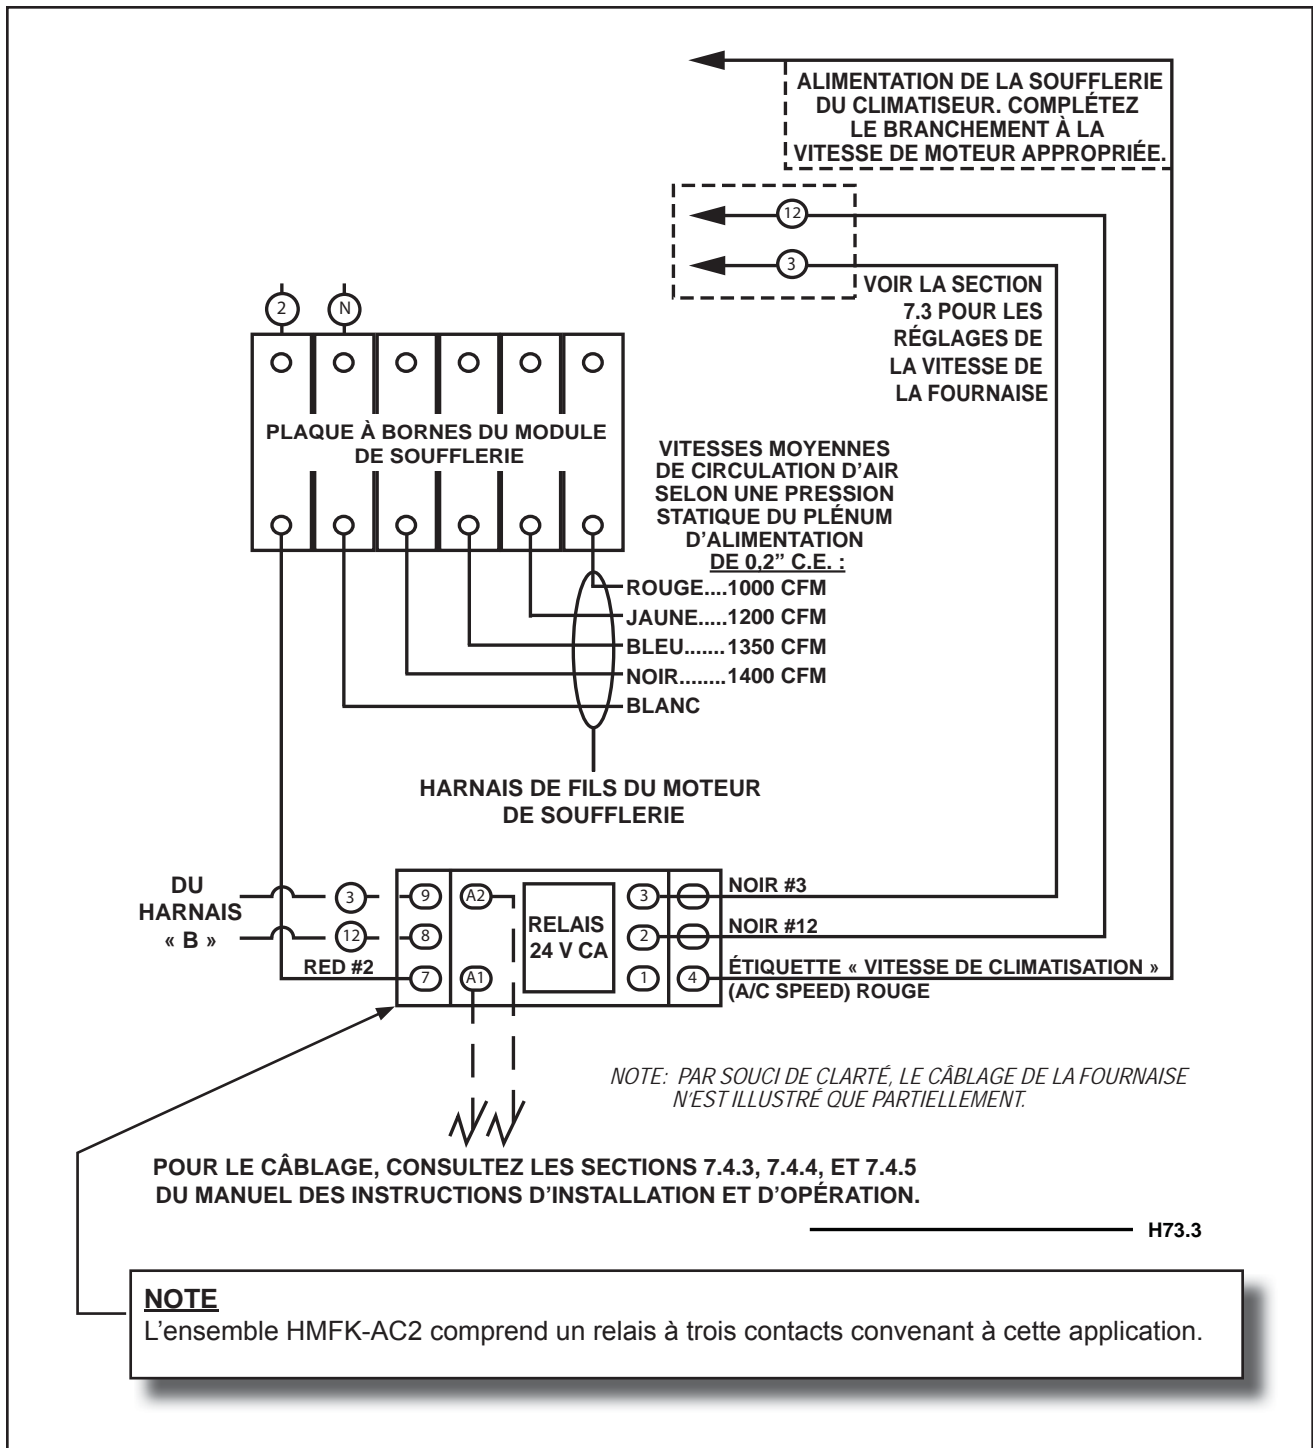 ALIMENTATION DE LA SOUFFLERIE
DU CLIMATISEUR. COMPLÉTEZ
LE BRANCHEMENT À LA
VITESSE DE MOTEUR APPROPRIÉE.
12
3
VOIR LA SECTION
7.3 POUR LES
RÉGLAGES DE
LA VITESSE DE
LA FOURNAISE
2
N
PLAQUE À BORNES DU MODULE
DE SOUFFLERIE
VITESSES MOYENNES
DE CIRCULATION D’AIR
SELON UNE PRESSION
STATIQUE DU PLÉNUM
D’ALIMENTATION
DE 0,2” C.E. :
ROUGE....1000 CFM
JAUNE.....1200 CFM
BLEU.......1350 CFM
NOIR........1400 CFM
BLANC
HARNAIS DE FILS DU MOTEUR
DE SOUFFLERIE
DU
HARNAIS
« B »
3
12
RED #2
9
8
7
A2
A1
RELAIS
24 V CA
3
2
1
4
NOIR #3
NOIR #12
ÉTIQUETTE « VITESSE DE CLIMATISATION »
(A/C SPEED) ROUGE
NOTE: PAR SOUCI DE CLARTÉ, LE CÂBLAGE DE LA FOURNAISE
N’EST ILLUSTRÉ QUE PARTIELLEMENT.
POUR LE CÂBLAGE, CONSULTEZ LES SECTIONS 7.4.3, 7.4.4, ET 7.4.5
DU MANUEL DES INSTRUCTIONS D’INSTALLATION ET D’OPÉRATION.
H73.3
NOTE
L’ensemble HMFK-AC2 comprend un relais à trois contacts convenant à cette application.